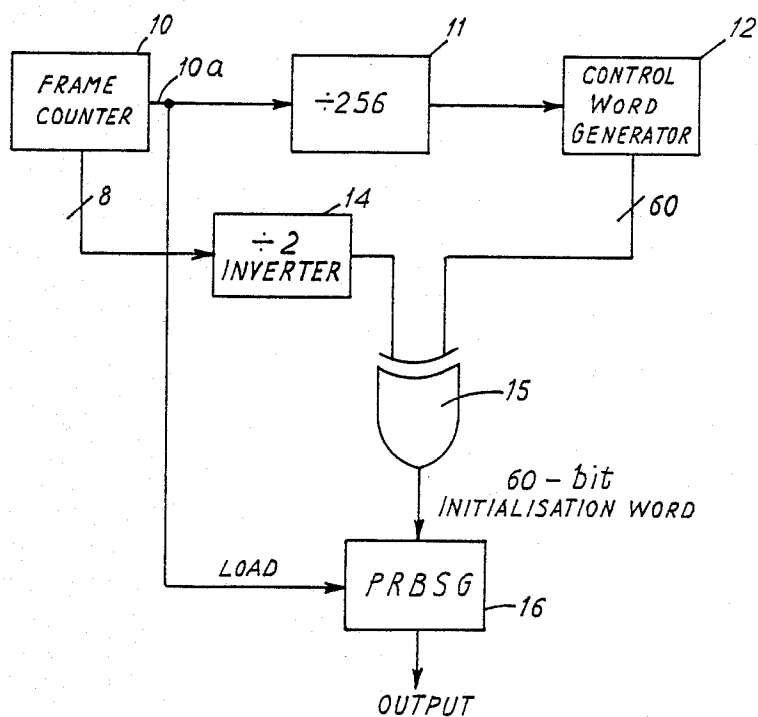 10
FRAME
COUNTER
10a
11
÷256
12
CONTROL
WORD
GENERATOR
8
14
÷2
INVERTER
60
15
60-bit
INITIALISATION WORD
LOAD
PRBSG
16
OUTPUT